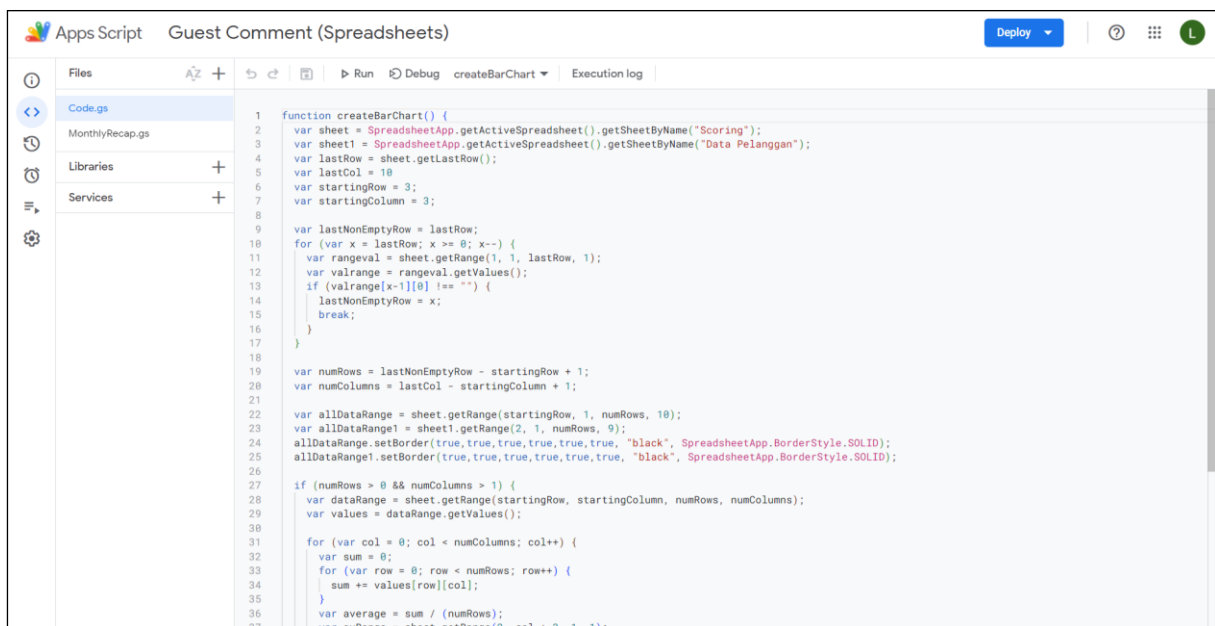 Apps Script Guest Comment (Spreadsheets) Deploy L
Files AZ Run Debug createBarChart Execution log
Code.gs
MonthlyRecap.gs
Libraries
Services
1 function createBarChart() {
2 var sheet = SpreadsheetApp.getActiveSpreadsheet().getSheetByName("Scoring");
3 var sheet1 = SpreadsheetApp.getActiveSpreadsheet().getSheetByName("Data Pelanggan");
4 var lastRow = sheet.getLastRow();
5 var lastCol = 10
6 var startingRow = 3;
7 var startingColumn = 3;
8
9 var lastNonEmptyRow = lastRow;
10 for (var x = lastRow; x >= 0; x--) {
11 var rangeval = sheet.getRange(1, 1, lastRow, 1);
12 var valrange = rangeval.getValues();
13 if (valrange[x-1][0] !== "") {
14 lastNonEmptyRow = x;
15 break;
16 }
17 }
18
19 var numRows = lastNonEmptyRow - startingRow + 1;
20 var numColumns = lastCol - startingColumn + 1;
21
22 var allDataRange = sheet.getRange(startingRow, 1, numRows, 10);
23 var allDataRange1 = sheet1.getRange(2, 1, numRows, 9);
24 allDataRange.setBorder(true,true,true,true,true,true, "black", SpreadsheetApp.BorderStyle.SOLID);
25 allDataRange1.setBorder(true,true,true,true,true,true, "black", SpreadsheetApp.BorderStyle.SOLID);
26
27 if (numRows > 0 && numColumns > 1) {
28 var dataRange = sheet.getRange(startingRow, startingColumn, numRows, numColumns);
29 var values = dataRange.getValues();
30
31 for (var col = 0; col < numColumns; col++) {
32 var sum = 0;
33 for (var row = 0; row < numRows; row++) {
34 sum += values[row][col];
35 }
36 var average = sum / (numRows);